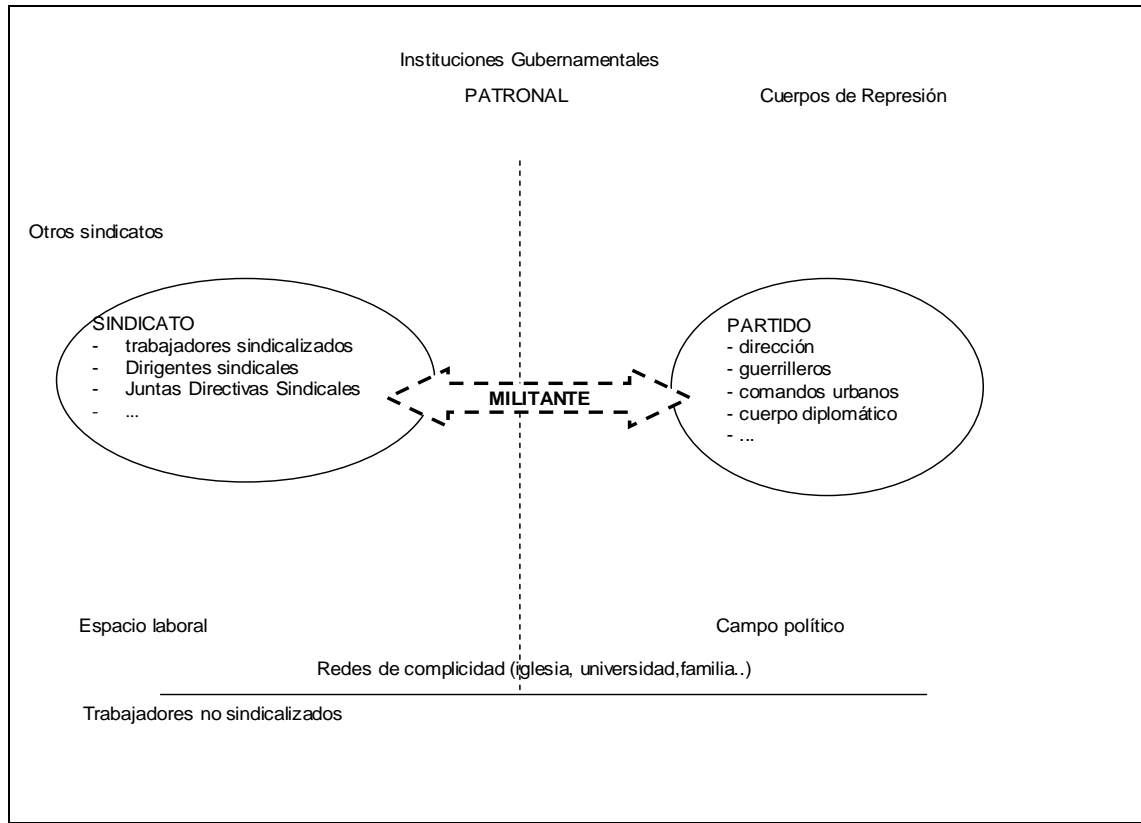 Instituciones Gubernamentales
PATRONAL
Cuerpos de Represión
Otros sindicatos
SINDICATO
- trabajadores sindicalizados
- Dirigentes sindicales
- Juntas Directivas Sindicales
- ...
MILITANTE
PARTIDO
- dirección
- guerrilleros
- comandos urbanos
- cuerpo diplomático
- ...
Espacio laboral
Campo político
Redes de complicidad (iglesia, universidad,familia..)
Trabajadores no sindicalizados